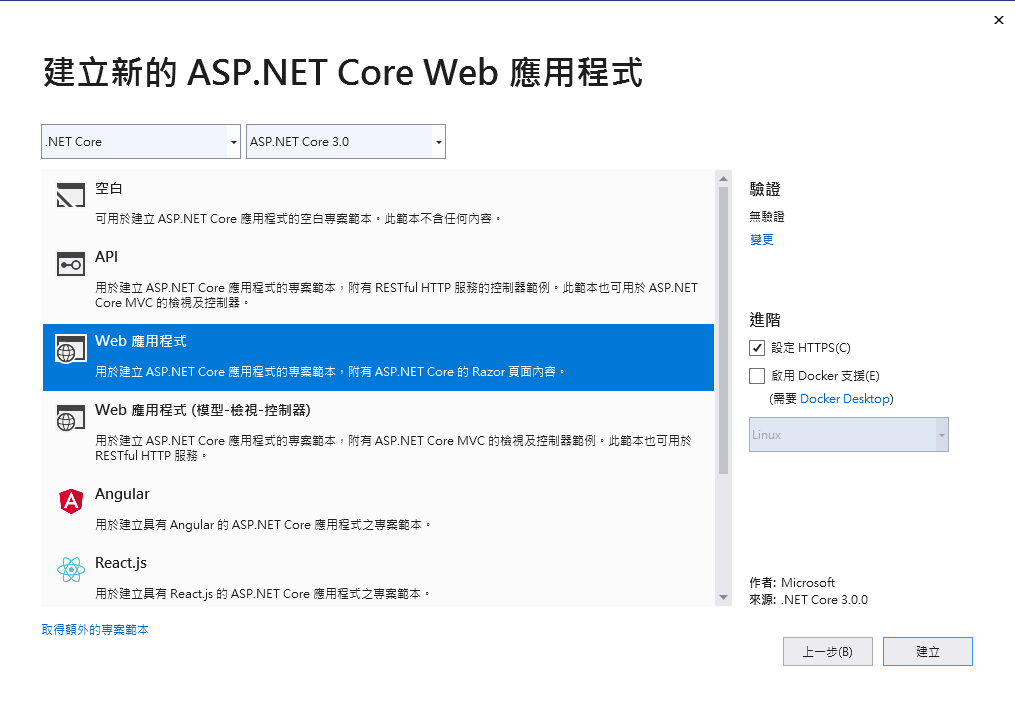 建立新的 ASP.NET Core Web 應用程式
.NET Core
ASP.NET Core 3.0
空白
可用於建立 ASP.NET Core 應用程式的空白專案範本。此範本不含任何內容。
API
用於建立 ASP.NET Core 應用程式的專案範本，附有 RESTful HTTP 服務的控制器範例。此範本也可用於 ASP.NET
Core MVC 的檢視及控制器。
Web 應用程式
用於建立 ASP.NET Core 應用程式的專案範本，附有 ASP.NET Core 的 Razor 頁面內容。
Web 應用程式 (模型-檢視-控制器)
用於建立 ASP.NET Core 應用程式的專案範本，附有 ASP.NET Core MVC 的檢視及控制器範例。此範本也可用於
RESTful HTTP 服務。
Angular
用於建立具有 Angular 的 ASP.NET Core 應用程式之專案範本。
React.js
用於建立具有 React.js 的 ASP.NET Core 應用程式之專案範本。
取得額外的專案範本
驗證
無驗證
變更
進階
設定 HTTPS(C)
啟用 Docker 支援(E)
(需要 Docker Desktop)
Linux
作者: Microsoft
來源: .NET Core 3.0.0
上一步(B)
建立